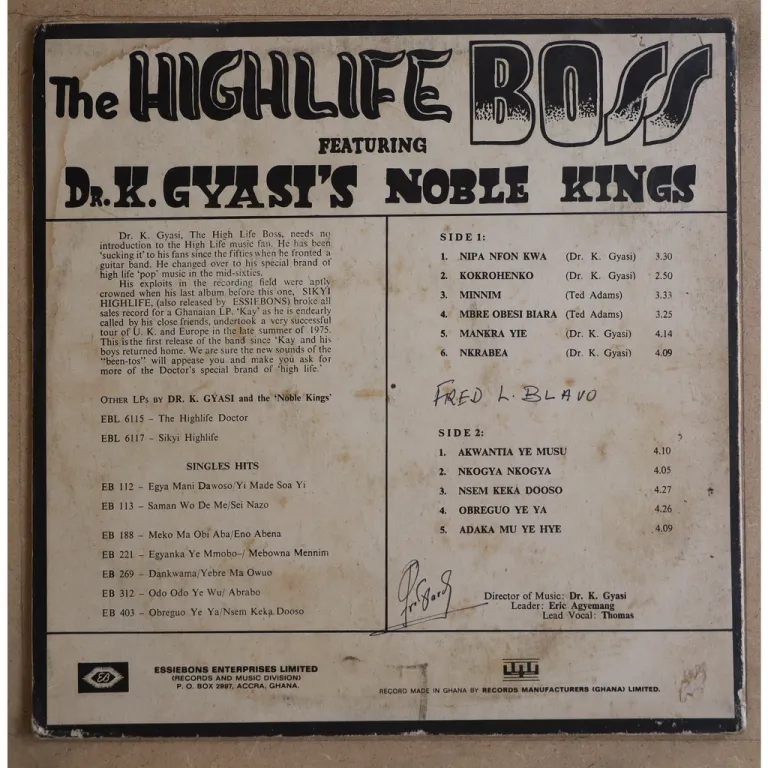 The HIGHLIFE BOSS
FEATURING
DR. K. GYASI'S NOBLE KINGS
Dr. K. Gyasi, The High Life Boss, needs no
introduction to the High Life music fan. He has been
'sucking it' to his fans since the fifties when he fronted a
guitar band. He changed over to his special brand of
high life 'pop' music in the mid-sixties.
His exploits in the recording field were aptly
crowned when his last album before this one, SIKYI
HIGHLIFE, (also released by ESSIEBONS) broke all
sales record for a Ghanaian LP. 'Kay' as he is endearly
called by his close friends, undertook a very successful
tour of U. K. and Europe in the late summer of 1975.
This is the first release of the band since 'Kay and his
boys returned home. We are sure the new sounds of the
"been-tos" will appease you and make you ask for
more of the Doctor's special brand of 'high life.'
OTHER LPs BY DR. K. GYASI and the 'Noble Kings'
EBL 6115 – The Highlife Doctor
EBL 6117 – Sikyi Highlife
SINGLES HITS
EB 112 – Egya Mani Dawoso/Yi Made Soa Yi
EB 113 – Saman Wo De Me/Sei Nazo
EB 188 – Meko Ma Obi Aba/Eno Abena
EB 221 – Egyanka Ye Mmobo–/ Mebowna Mennim
EB 269 – Dankwama/Yebre Ma Owuo
EB 312 – Odo Odo Ye Wu/ Abrabo
EB 403 – Obreguo Ye Ya/Nsem Keka Dooso
SIDE 1:
1. NIPA NFON KWA (Dr. K. Gyasi) 3.30
2. KOKROHENKO (Dr. K. Gyasi) 2.50
3. MINNIM (Ted Adams) 3.33
4. MBRE OBESI BIARA (Ted Adams) 3.25
5. MANKRA YIE (Dr. K. Gyasi) 4.14
6. NKRABEA (Dr. K. Gyasi) 4.09
FRED L. BLAVO
SIDE 2:
1. AKWANTIA YE MUSU 4.10
2. NKOGYA NKOGYA 4.05
3. NSEM KEKA DOOSO 4.27
4. OBREGUO YE YA 4.26
5. ADAKA MU YE HYE 4.09
Director of Music: Dr. K. Gyasi
Leader: Eric Agyemang
Lead Vocal: Thomas
EB
ESSIEBONS ENTERPRISES LIMITED
(RECORDS AND MUSIC DIVISION)
P. O. BOX 2987, ACCRA, GHANA.
RECORD MADE IN GHANA BY RECORDS MANUFACTURERS (GHANA) LIMITED.